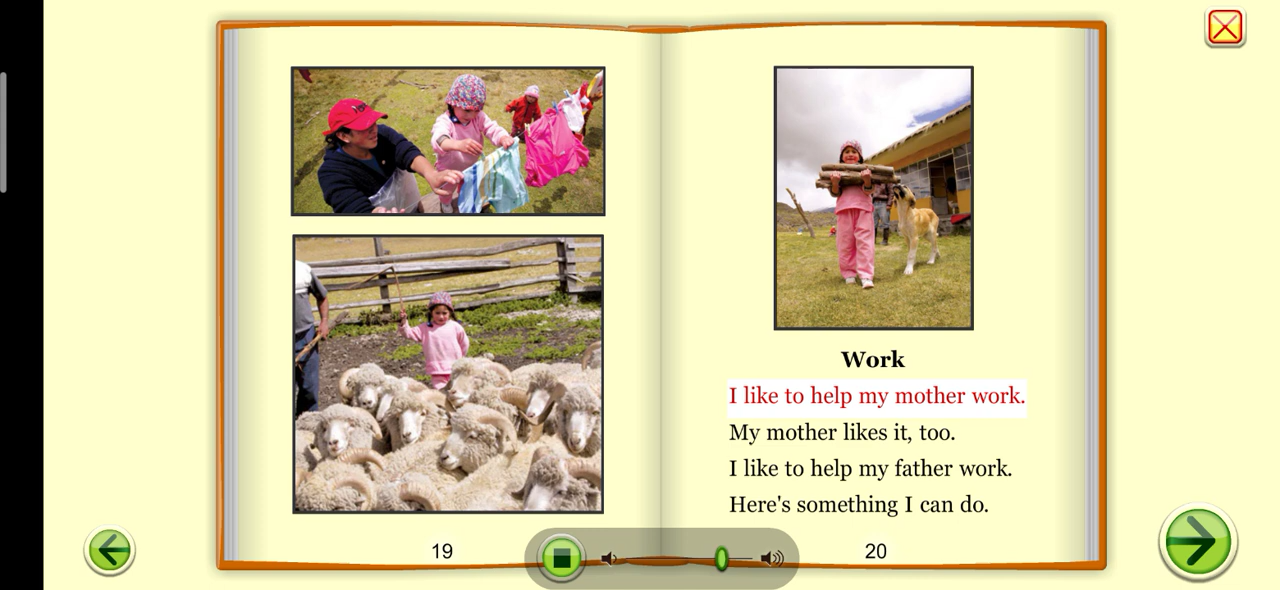 Work
I like to help my mother work.
My mother likes it, too.
I like to help my father work.
Here's something I can do.
19
20